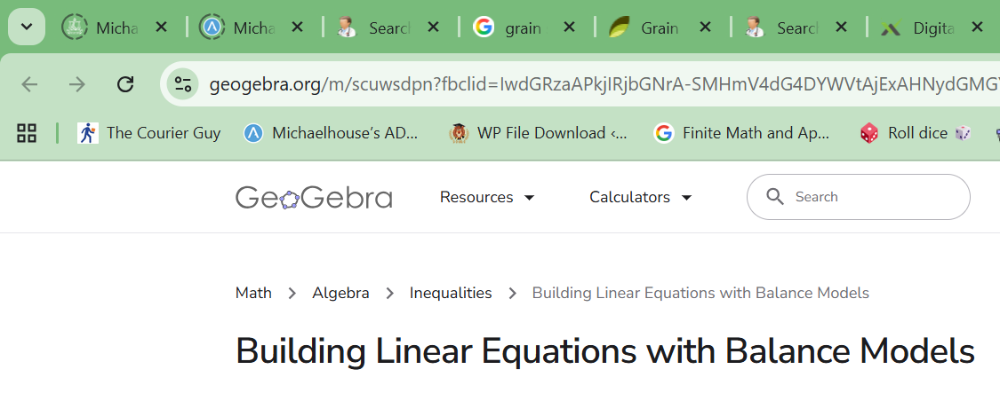 Micha Micha Search grain Grain Search Digita
geogebra.org/m/scuwsdpn?fbclid=IwdGRzaAPkjIRjbGNrA-SMHmV4dG4DYWVtAjExAHNydGMG
The Courier Guy Michaelhouse's AD... WP File Download ‹... Finite Math and Ap... Roll dice
GeoGebra Resources Calculators Search
Math > Algebra > Inequalities > Building Linear Equations with Balance Models
Building Linear Equations with Balance Models